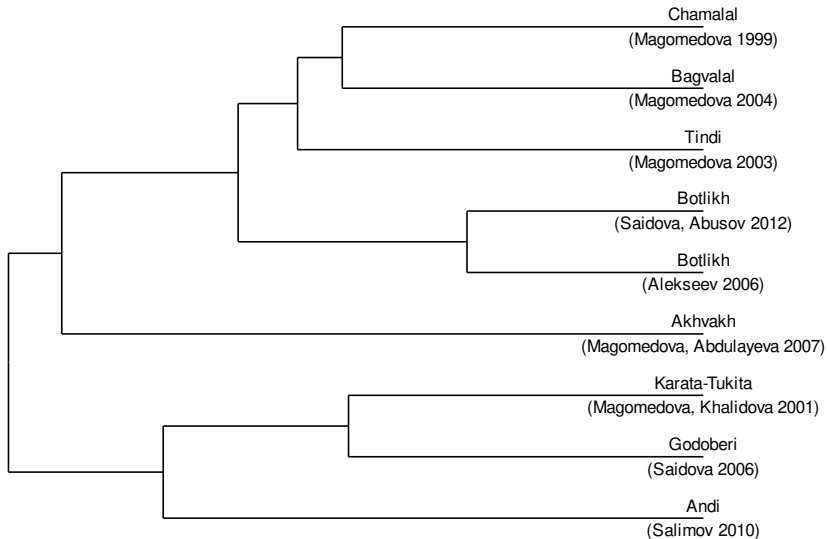 Chamalal
(Magomedova 1999)
Bagvalal
(Magomedova 2004)
Tindi
(Magomedova 2003)
Botlikh
(Saidova, Abusov 2012)
Botlikh
(Alekseev 2006)
Akhvakh
(Magomedova, Abdulayeva 2007)
Karata-Tukita
(Magomedova, Khalidova 2001)
Godoberi
(Saidova 2006)
Andi
(Salimov 2010)